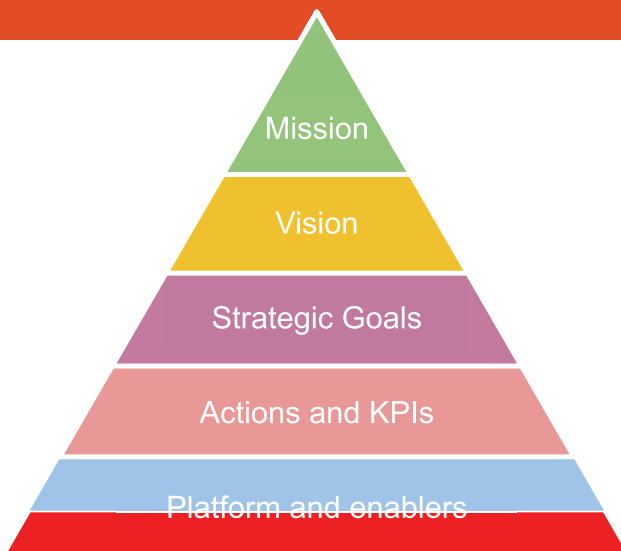 Mission
Vision
Strategic Goals
Actions and KPIs
Platform and enablers